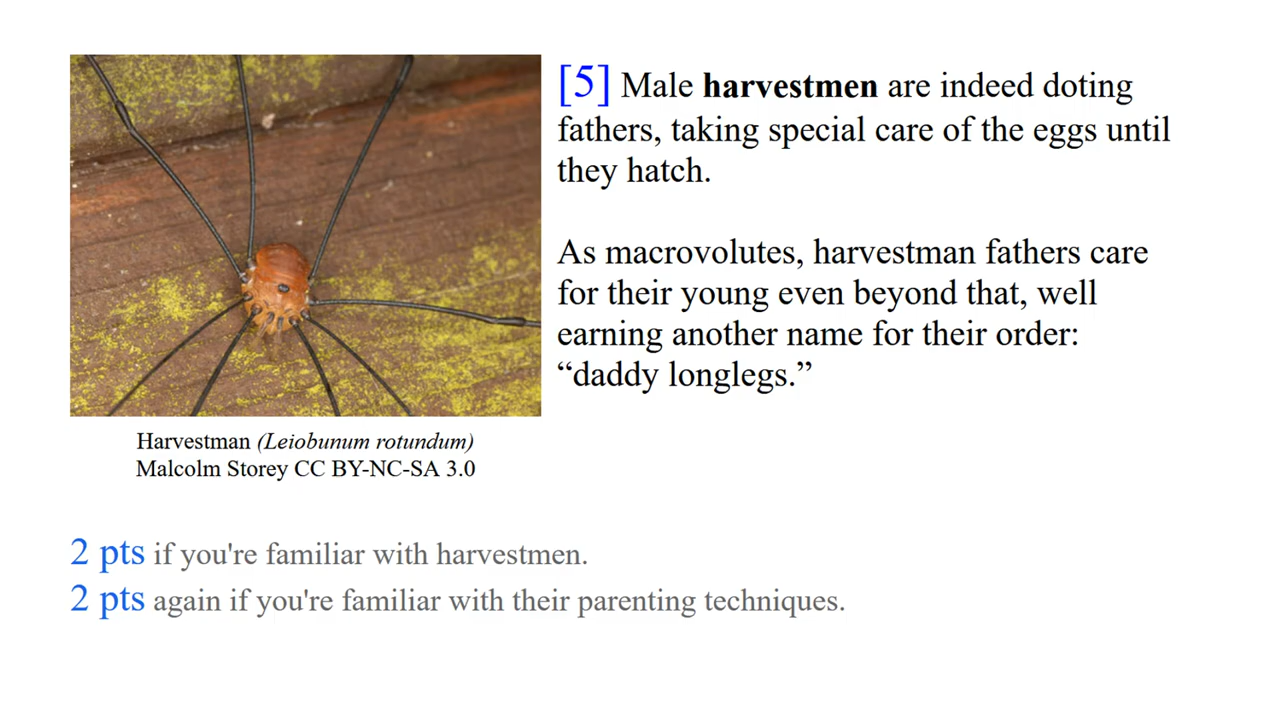 [5] Male harvestmen are indeed doting
fathers, taking special care of the eggs until
they hatch.
As macrovolutes, harvestman fathers care
for their young even beyond that, well
earning another name for their order:
“daddy longlegs.”
Harvestman (Leiobunum rotundum)
Malcolm Storey CC BY-NC-SA 3.0
2 pts if you're familiar with harvestmen.
2 pts again if you're familiar with their parenting techniques.